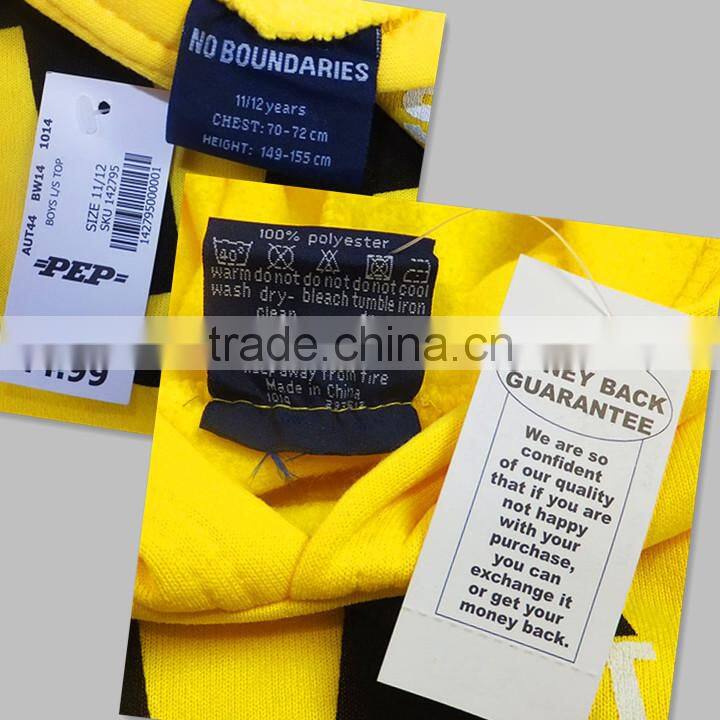 NO BOUNDARIES
11/12 years
CHEST: 70-72 cm
HEIGHT: 149-155 cm
AUT44 BW14 1014
BOYS L/S TOP
SIZE 11/12
SKU 142795
142795000001
PEP
.99
100% polyester
40
warm do not do not do not cool
wash dry- bleach tumble iron
clean
keep away from fire
Made in China
1019
trade.china.cn
NEY BACK
GUARANTEE
We are so
confident
of our quality
that if you are
not happy
with your
purchase,
you can
exchange it
or get your
money back.
T